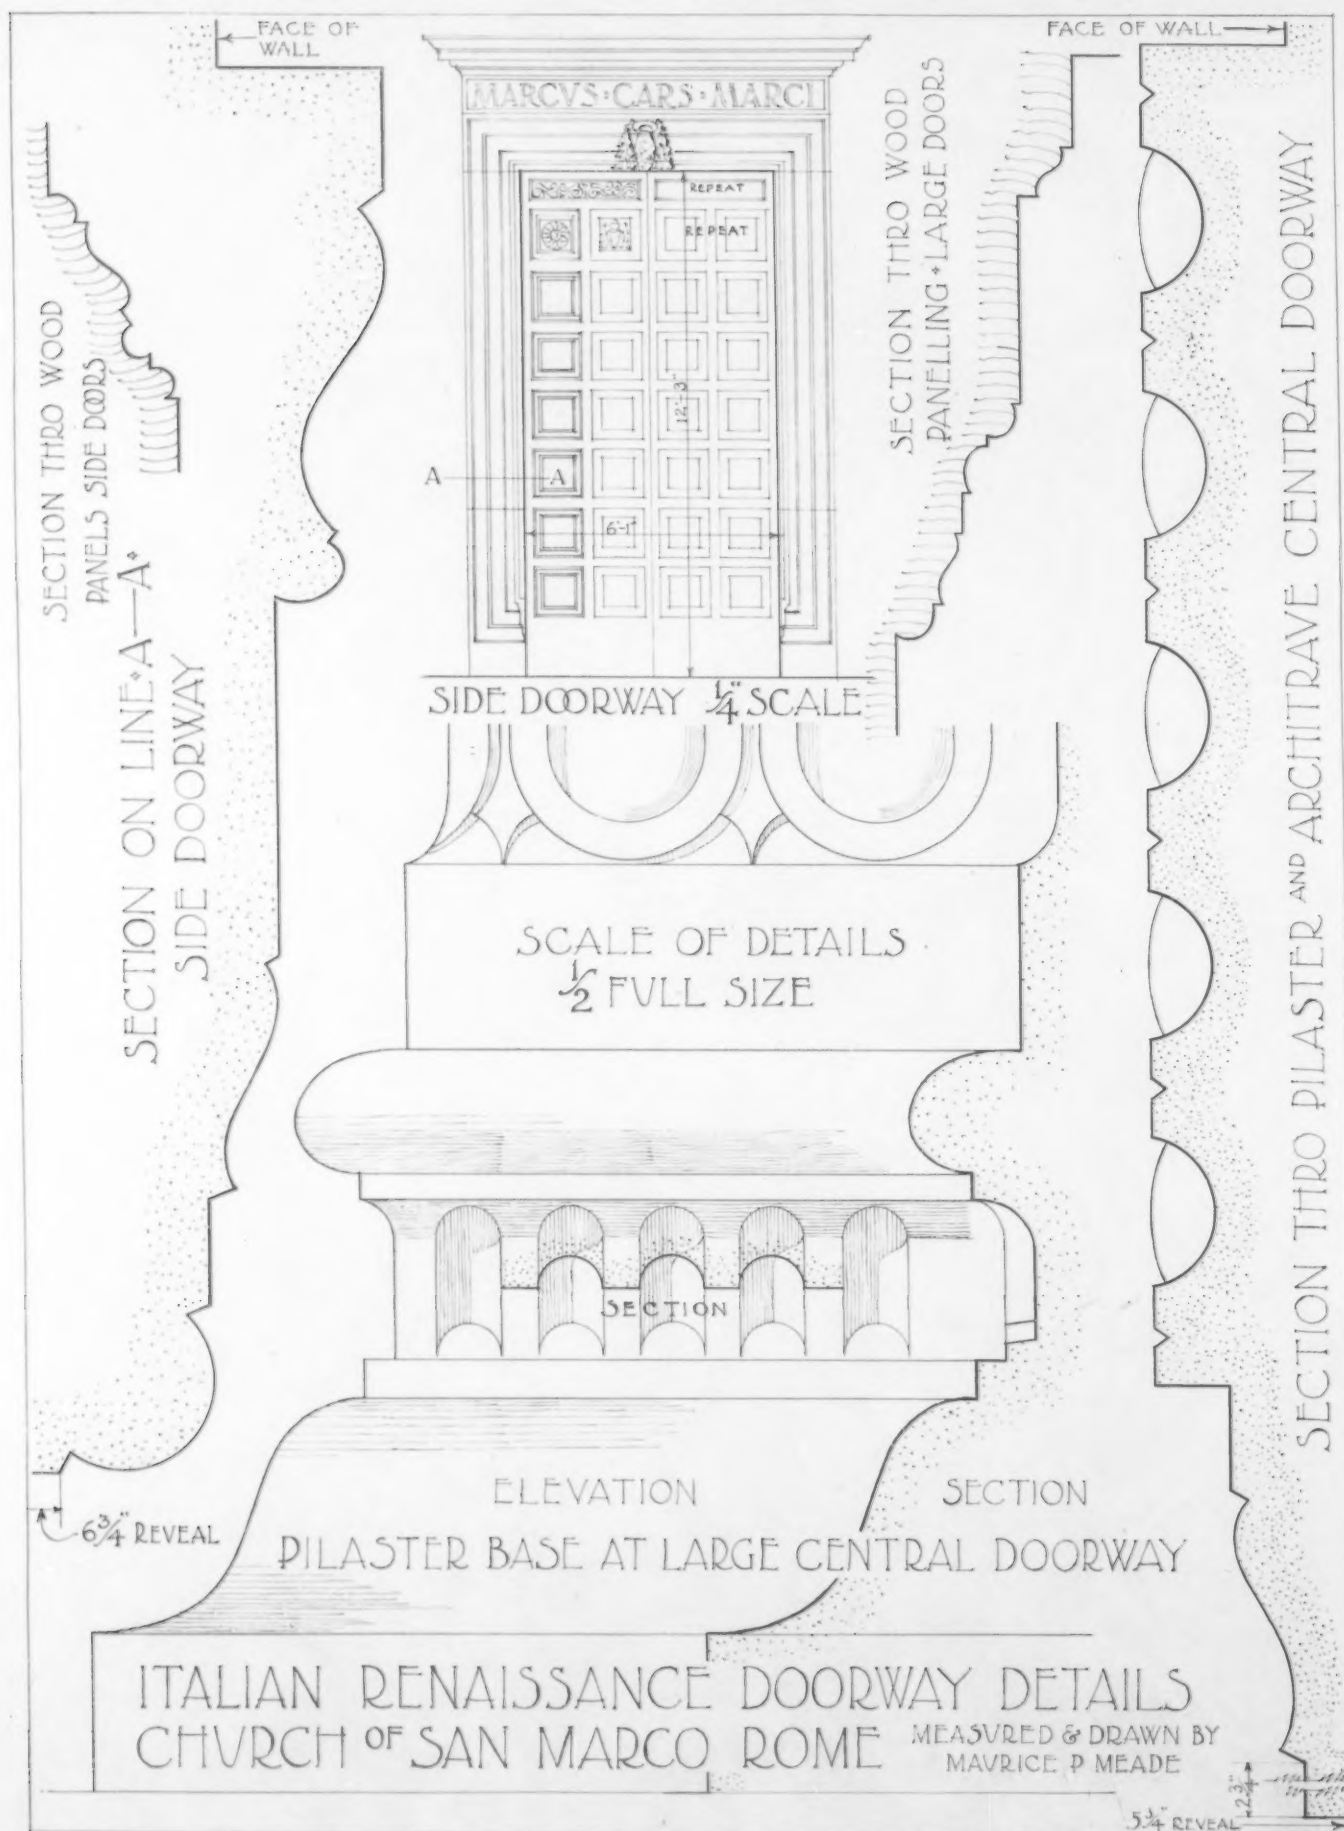 FACE OF
WALL
FACE OF WALL
MARCVS·CARS·MARCI
REPEAT
REPEAT
12'-3"
A
A
6'-1"
SIDE DOORWAY 1/4" SCALE
SECTION THRO WOOD
PANELS SIDE DOORS
SECTION ON LINE·A—A·
SIDE DOORWAY
SECTION THRO WOOD
PANELLING·LARGE DOORS
SECTION THRO PILASTER AND ARCHITRAVE CENTRAL DOORWAY
SCALE OF DETAILS
1/2 FULL SIZE
SECTION
6 3/4" REVEAL
ELEVATION
SECTION
PILASTER BASE AT LARGE CENTRAL DOORWAY
ITALIAN RENAISSANCE DOORWAY DETAILS
CHVRCH OF SAN MARCO ROME
MEASVRED & DRAWN BY
MAVRICE P MEADE
2 3/4"
5 3/4" REVEAL